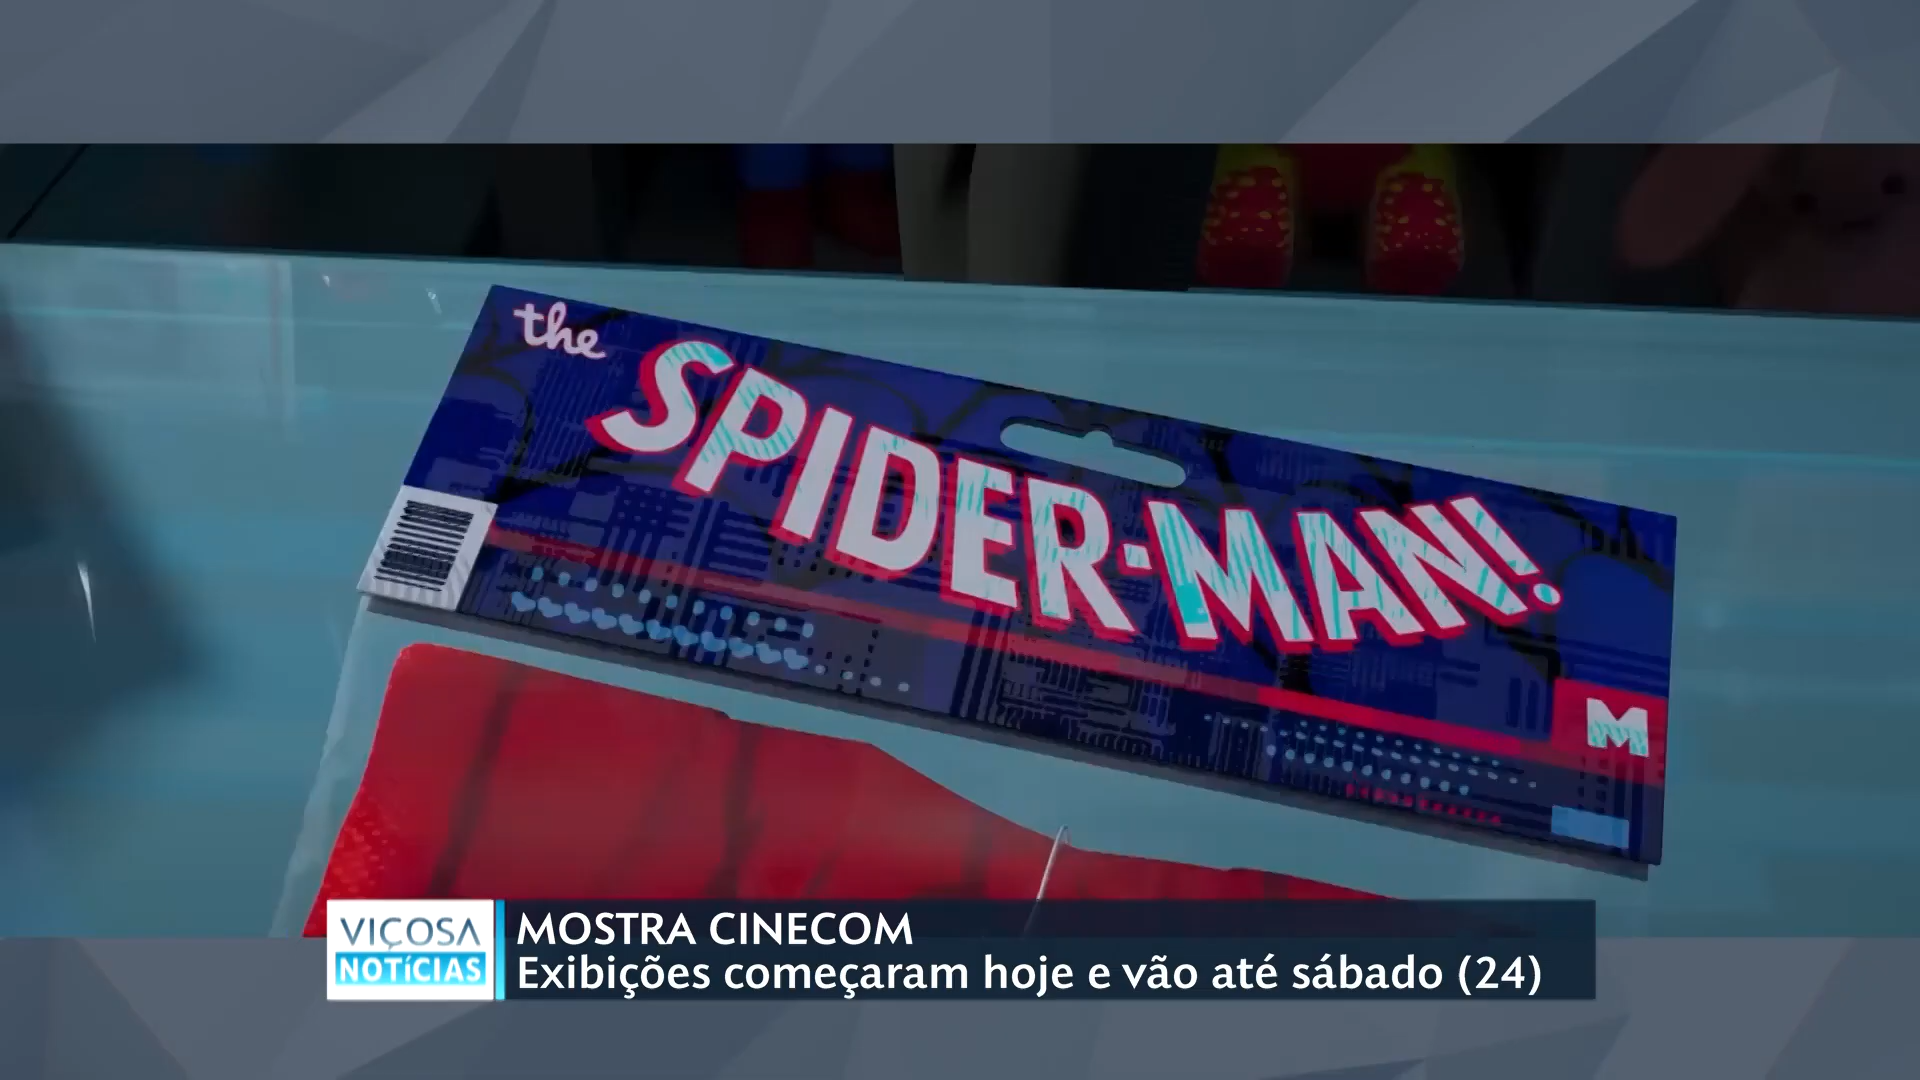 the
SPIDER-MAN!
M
VIÇOSA
NOTÍCIAS
MOSTRA CINECOM
Exibições começaram hoje e vão até sábado (24)